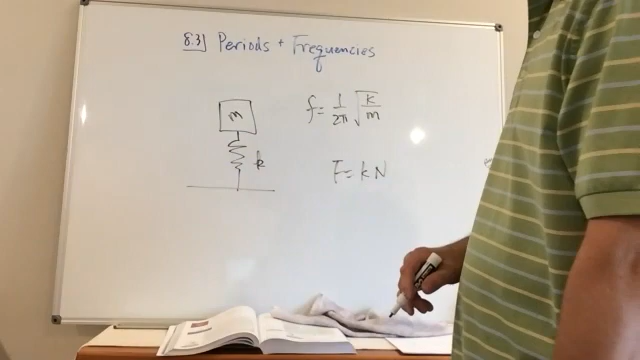 8.3] Periods + Frequencies
m
k
f = 1/2π √k/m
F = kN